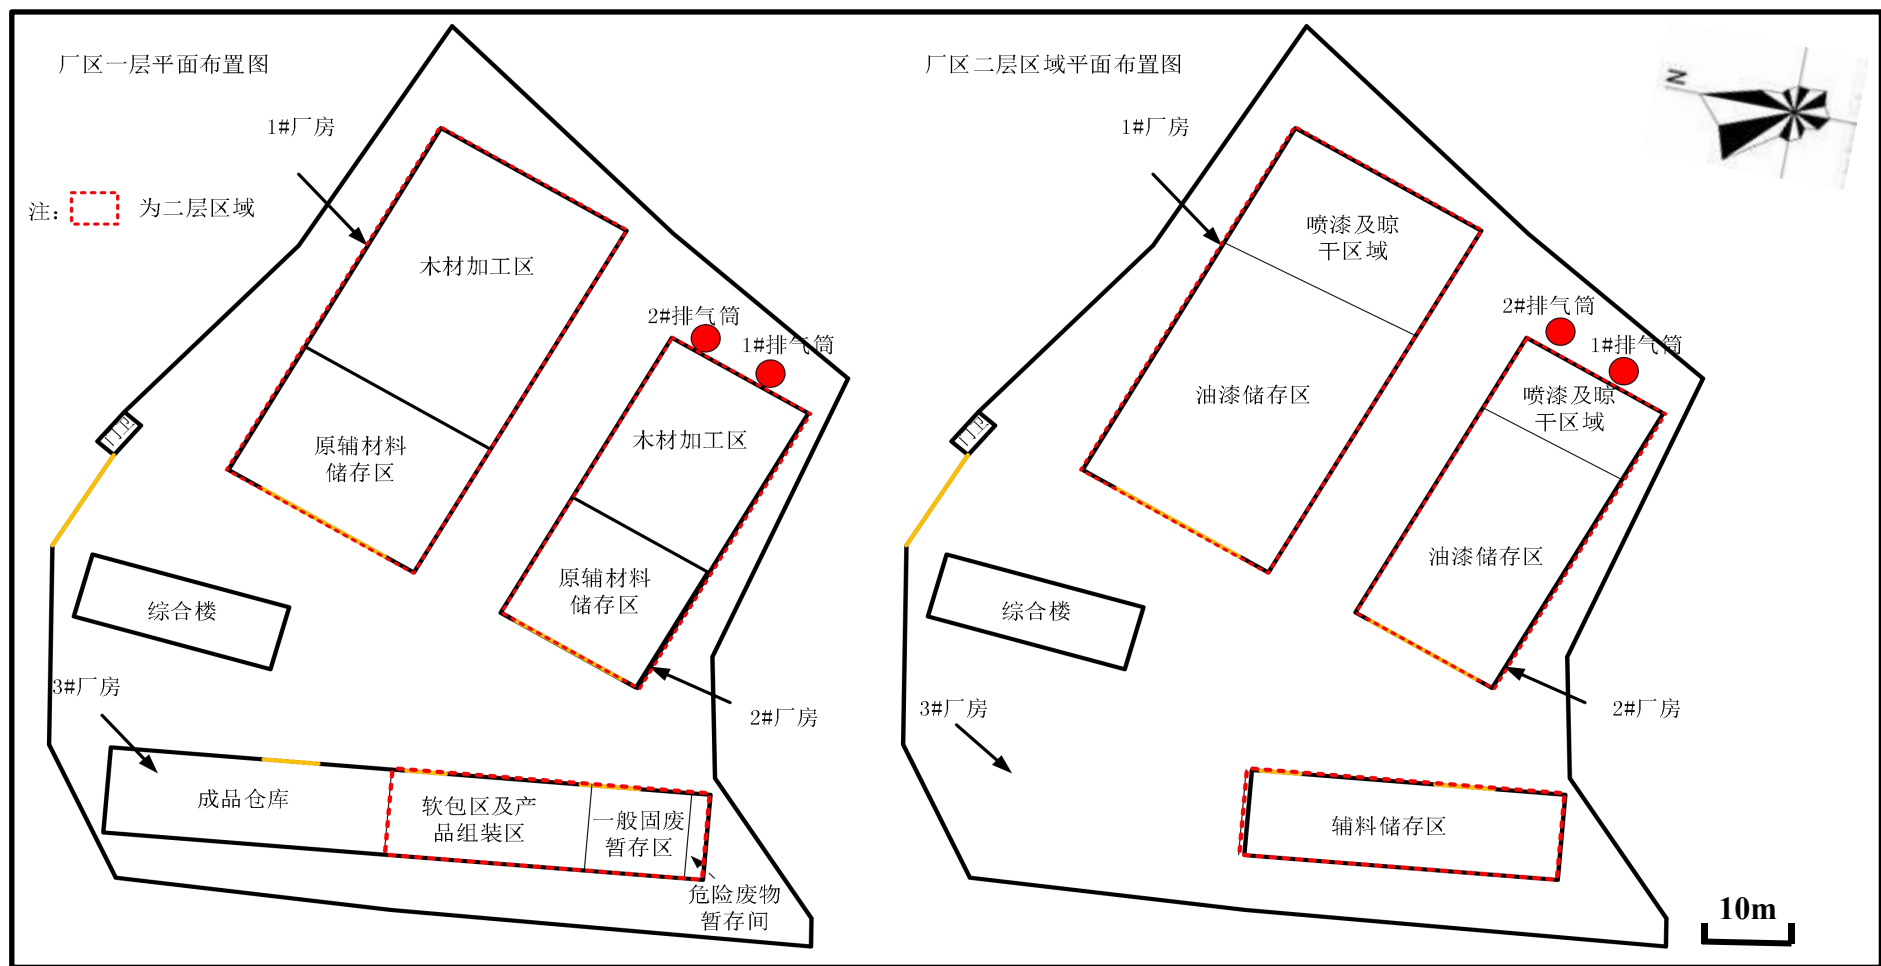 厂区一层平面布置图
1#厂房
注：
为二层区域
木材加工区
原辅材料
储存区
2#排气筒
1#排气筒
木材加工区
原辅材料
储存区
门卫
综合楼
3#厂房
2#厂房
成品仓库
软包区及产
品组装区
一般固废
暂存区
危险废物
暂存间
厂区二层区域平面布置图
N
1#厂房
喷漆及晾
干区域
油漆储存区
2#排气筒
1#排气筒
喷漆及晾
干区域
油漆储存区
门卫
综合楼
3#厂房
2#厂房
辅料储存区
10m